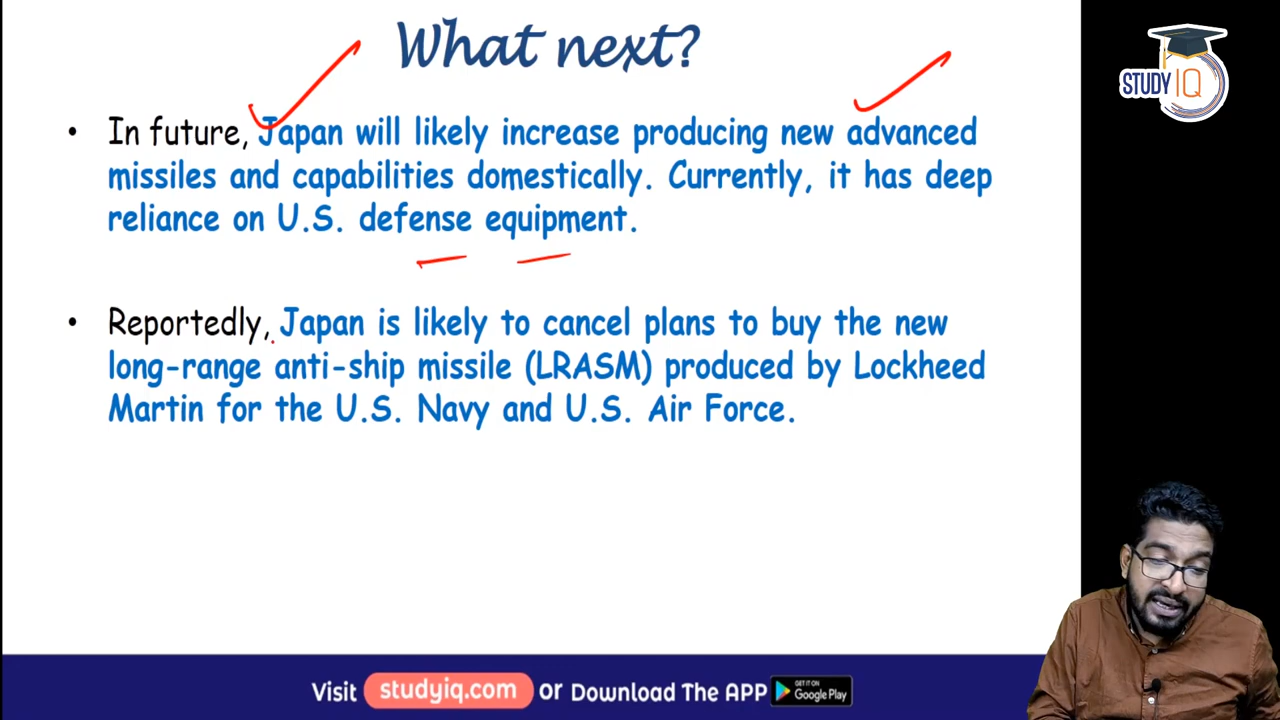 What next?
STUDY IQ
• In future, Japan will likely increase producing new advanced
missiles and capabilities domestically. Currently, it has deep
reliance on U.S. defense equipment.
• Reportedly, Japan is likely to cancel plans to buy the new
long-range anti-ship missile (LRASM) produced by Lockheed
Martin for the U.S. Navy and U.S. Air Force.
Visit studyiq.com or Download The APP GET IT ON Google Play